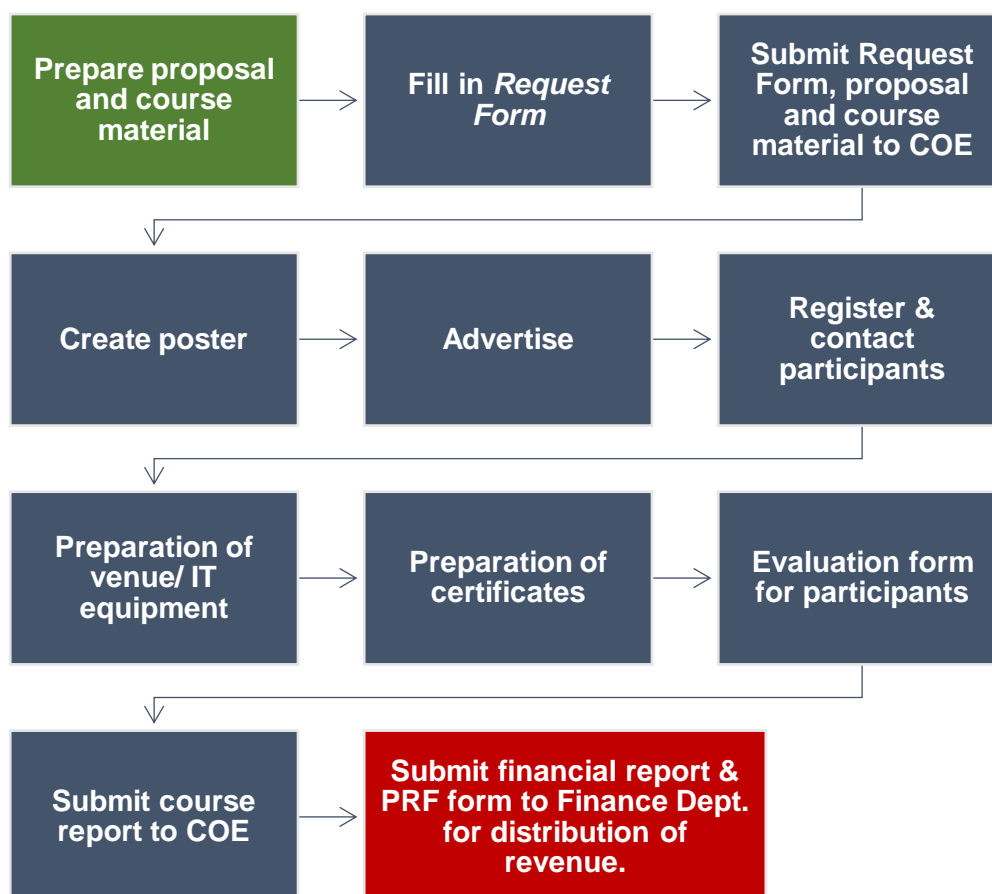 Prepare proposal
and course
material
Fill in Request
Form
Submit Request
Form, proposal
and course
material to COE
Create poster
Advertise
Register &
contact
participants
Preparation of
venue/ IT
equipment
Preparation of
certificates
Evaluation form
for participants
Submit course
report to COE
Submit financial report &
PRF form to Finance Dept.
for distribution of
revenue.